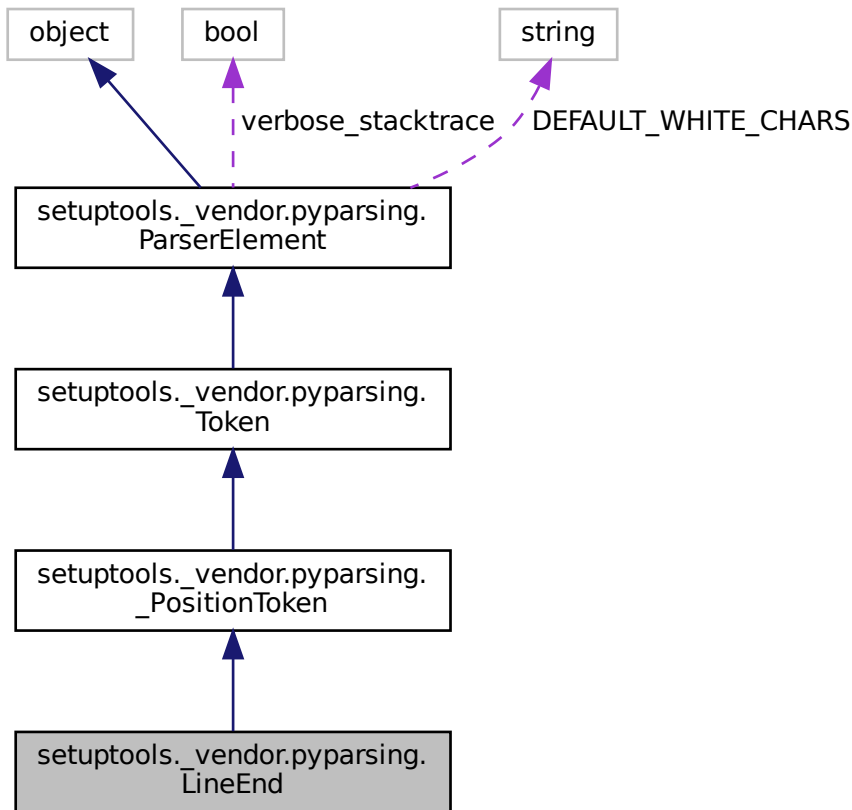 object
bool
string
verbose_stacktrace
DEFAULT_WHITE_CHARS
setuptools._vendor.pyparsing.
ParserElement
setuptools._vendor.pyparsing.
Token
setuptools._vendor.pyparsing.
_PositionToken
setuptools._vendor.pyparsing.
LineEnd